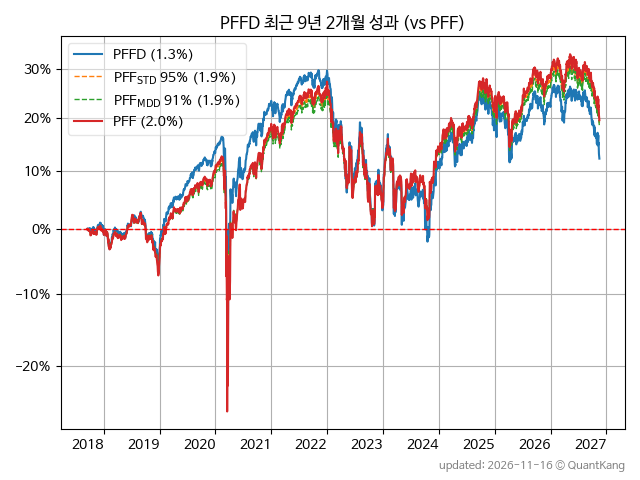 PFFD 최근 9년 2개월 성과 (vs PFF)
PFFD (1.3%)
PFF_STD 95% (1.9%)
PFF_MDD 91% (1.9%)
PFF (2.0%)
30%
20%
10%
0%
−10%
−20%
2018 2019 2020 2021 2022 2023 2024 2025 2026 2027
updated: 2026-11-16 © QuantKang